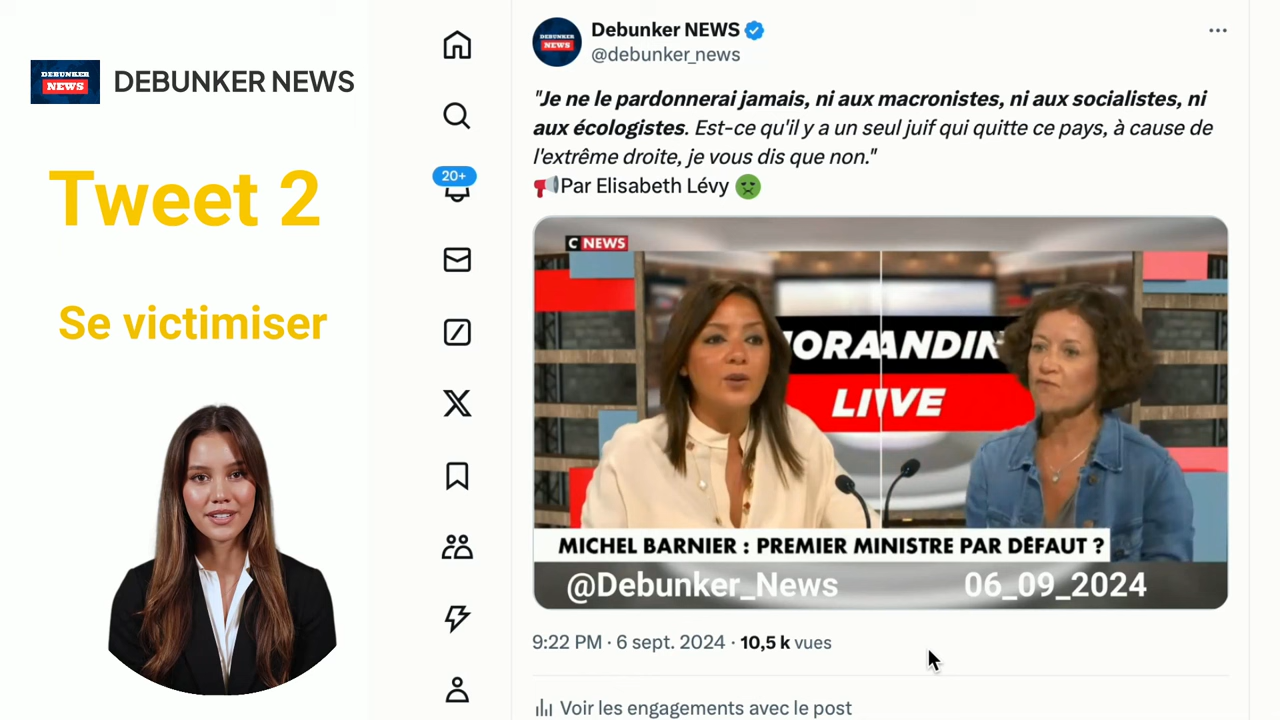 DEBUNKER
NEWS
DEBUNKER NEWS
Tweet 2
Se victimiser
20+
DEBUNKER
NEWS
Debunker NEWS
@debunker_news
"Je ne le pardonnerai jamais, ni aux macronistes, ni aux socialistes, ni
aux écologistes. Est-ce qu'il y a un seul juif qui quitte ce pays, à cause de
l'extrême droite, je vous dis que non."
Par Elisabeth Lévy
C NEWS
LIVE
MICHEL BARNIER : PREMIER MINISTRE PAR DÉFAUT ?
@Debunker_News
06_09_2024
9:22 PM · 6 sept. 2024 · 10,5 k vues
Voir les engagements avec le post